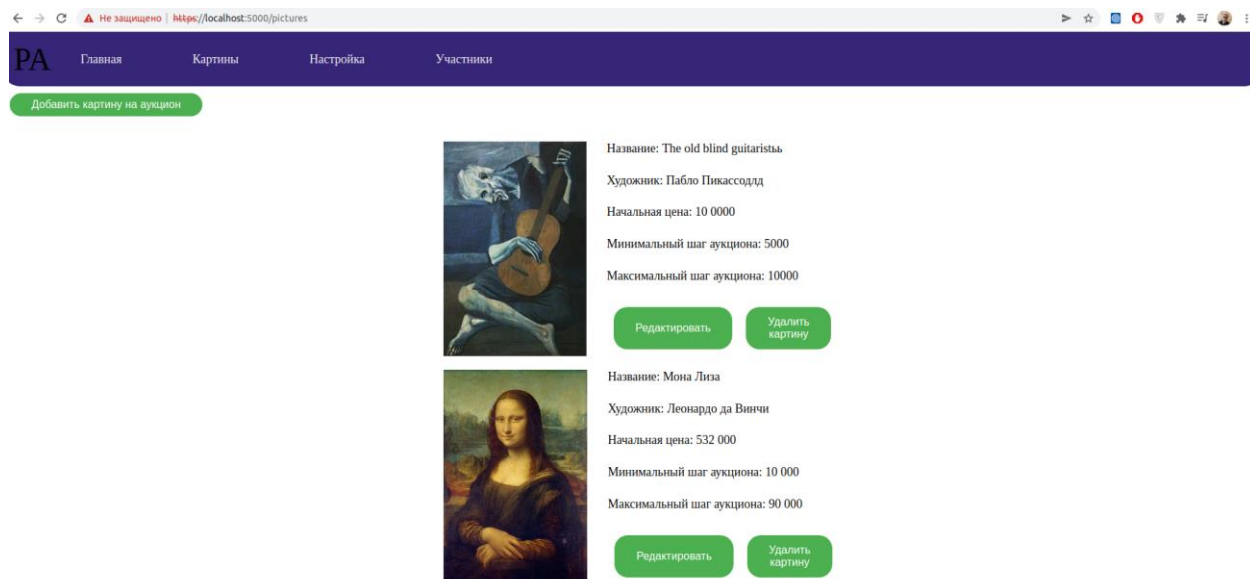 Не защищено | https://localhost:5000/pictures
PA Главная Картины Настройка Участники
Добавить картину на аукцион
Название: The old blind guitaristьь
Художник: Пабло Пикассодлд
Начальная цена: 10 0000
Минимальный шаг аукциона: 5000
Максимальный шаг аукциона: 10000
Редактировать
Удалить
картину
Название: Мона Лиза
Художник: Леонардо да Винчи
Начальная цена: 532 000
Минимальный шаг аукциона: 10 000
Максимальный шаг аукциона: 90 000
Редактировать
Удалить
картину